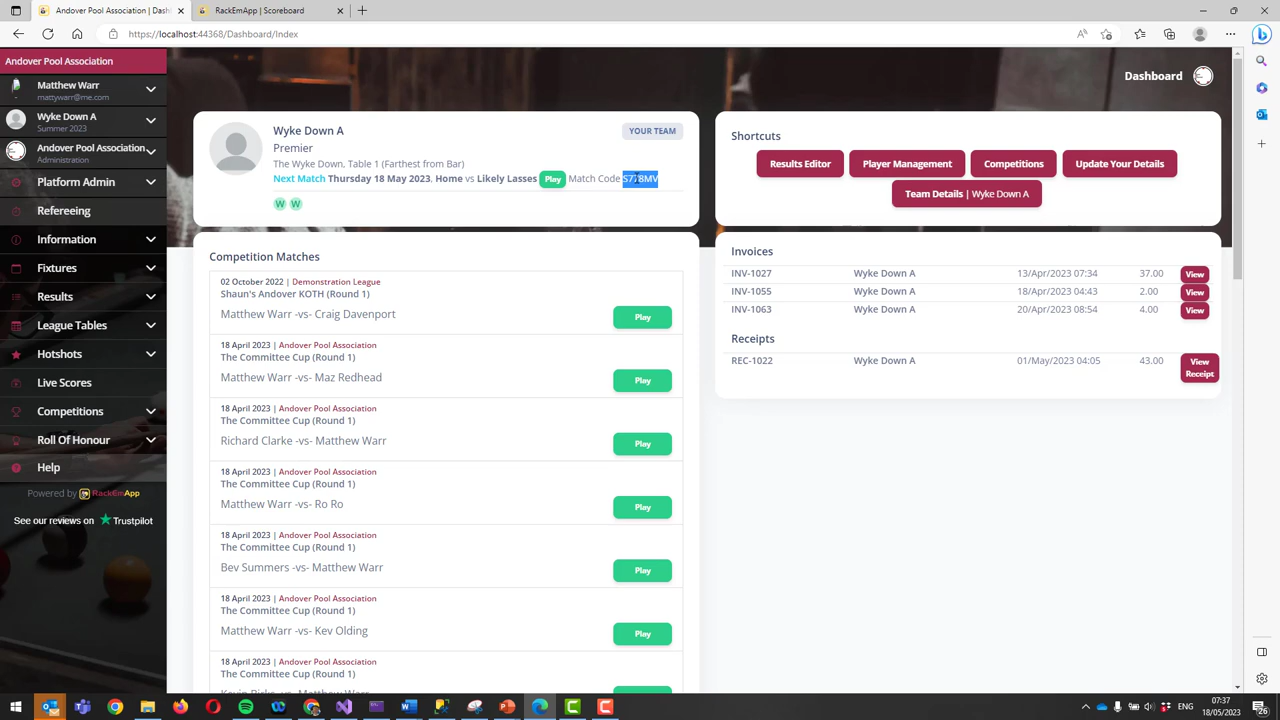 Andover Pool Association | Dash
Scoreboard
https://localhost:44368/Dashboard/Index
Andover Pool Association
Matthew Warr
mattywarr@me.com
Wyke Down A
Summer 2023
Andover Pool Association
Administration
Platform Admin
Refereeing
Information
Fixtures
Results
League Tables
Hotshots
Live Scores
Competitions
Roll Of Honour
Help
Powered by RackEmApp
See our reviews on Trustpilot
Dashboard
Wyke Down A
YOUR TEAM
Premier
The Wyke Down, Table 1 (Farthest from Bar)
Next Match Thursday 18 May 2023, Home vs Likely Lasses Play Match Code S778MV
W W
Competition Matches
02 October 2022 | Demonstration League
Shaun's Andover KOTH (Round 1)
Matthew Warr -vs- Craig Davenport
Play
18 April 2023 | Andover Pool Association
The Committee Cup (Round 1)
Matthew Warr -vs- Maz Redhead
Play
18 April 2023 | Andover Pool Association
The Committee Cup (Round 1)
Richard Clarke -vs- Matthew Warr
Play
18 April 2023 | Andover Pool Association
The Committee Cup (Round 1)
Matthew Warr -vs- Ro Ro
Play
18 April 2023 | Andover Pool Association
The Committee Cup (Round 1)
Bev Summers -vs- Matthew Warr
Play
18 April 2023 | Andover Pool Association
The Committee Cup (Round 1)
Matthew Warr -vs- Kev Olding
Play
18 April 2023 | Andover Pool Association
The Committee Cup (Round 1)
Shortcuts
Results Editor Player Management Competitions Update Your Details
Team Details | Wyke Down A
Invoices
INV-1027 Wyke Down A 13/Apr/2023 07:34 37.00 View
INV-1055 Wyke Down A 18/Apr/2023 04:43 2.00 View
INV-1063 Wyke Down A 20/Apr/2023 08:54 4.00 View
Receipts
REC-1022 Wyke Down A 01/May/2023 04:05 43.00 View Receipt
ENG
07:37
18/05/2023
26